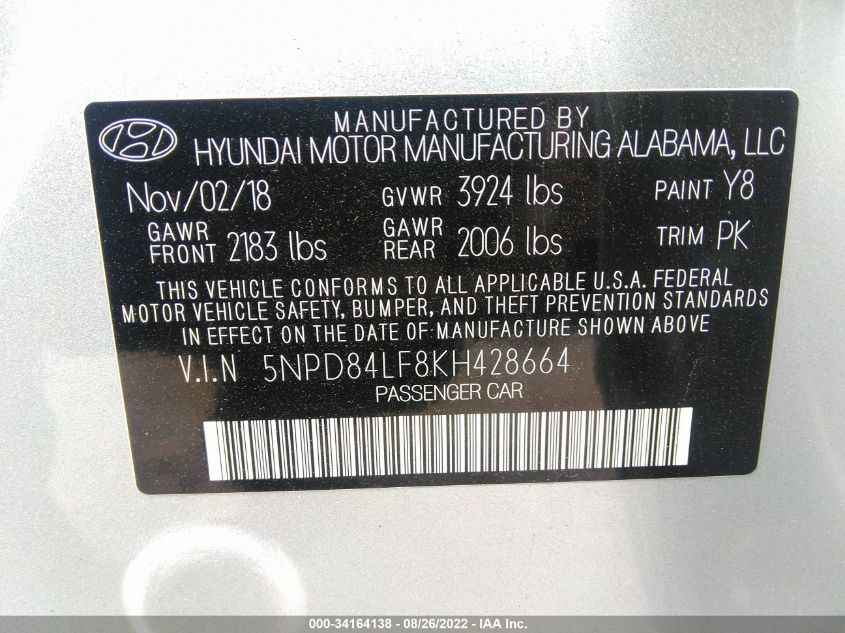 MANUFACTURED BY
HYUNDAI MOTOR MANUFACTURING ALABAMA, LLC
Nov/02/18 GVWR 3924 lbs PAINT Y8
GAWR FRONT 2183 lbs GAWR REAR 2006 lbs TRIM PK
THIS VEHICLE CONFORMS TO ALL APPLICABLE U.S.A. FEDERAL
MOTOR VEHICLE SAFETY, BUMPER, AND THEFT PREVENTION STANDARDS
IN EFFECT ON THE DATE OF MANUFACTURE SHOWN ABOVE
V.I.N 5NPD84LF8KH428664
PASSENGER CAR
000-34164138 - 08/26/2022 - IAA Inc.